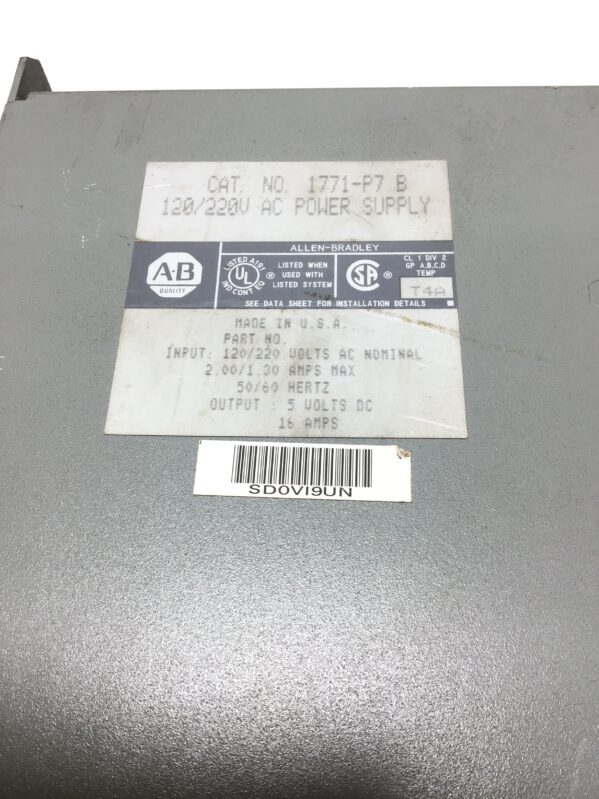 CAT. NO. 1771-P7 B
120/220V AC POWER SUPPLY
ALLEN-BRADLEY
A-B
QUALITY
LISTED A191
UL
®
IND CONT EQ
LISTED WHEN
USED WITH
LISTED SYSTEM
SA
®
CL 1 DIV 2
GP A,B,C,D
TEMP
T4A
SEE DATA SHEET FOR INSTALLATION DETAILS
MADE IN U.S.A.
PART NO.
INPUT: 120/220 VOLTS AC NOMINAL
2.00/1.30 AMPS MAX
50/60 HERTZ
OUTPUT : 5 VOLTS DC
16 AMPS
SD0VI9UN